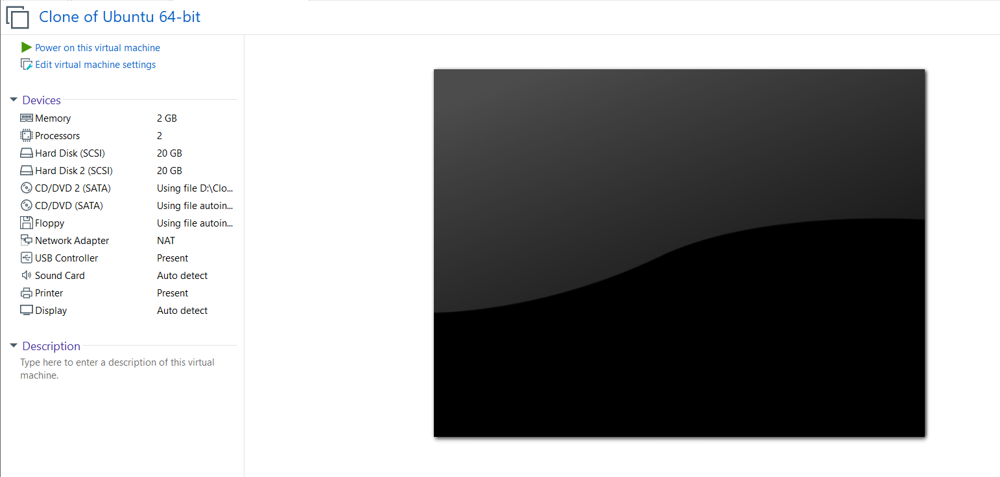 Clone of Ubuntu 64-bit
Power on this virtual machine
Edit virtual machine settings
Devices
Memory 2 GB
Processors 2
Hard Disk (SCSI) 20 GB
Hard Disk 2 (SCSI) 20 GB
CD/DVD 2 (SATA) Using file D:\Clo...
CD/DVD (SATA) Using file autoin...
Floppy Using file autoin...
Network Adapter NAT
USB Controller Present
Sound Card Auto detect
Printer Present
Display Auto detect
Description
Type here to enter a description of this virtual
machine.